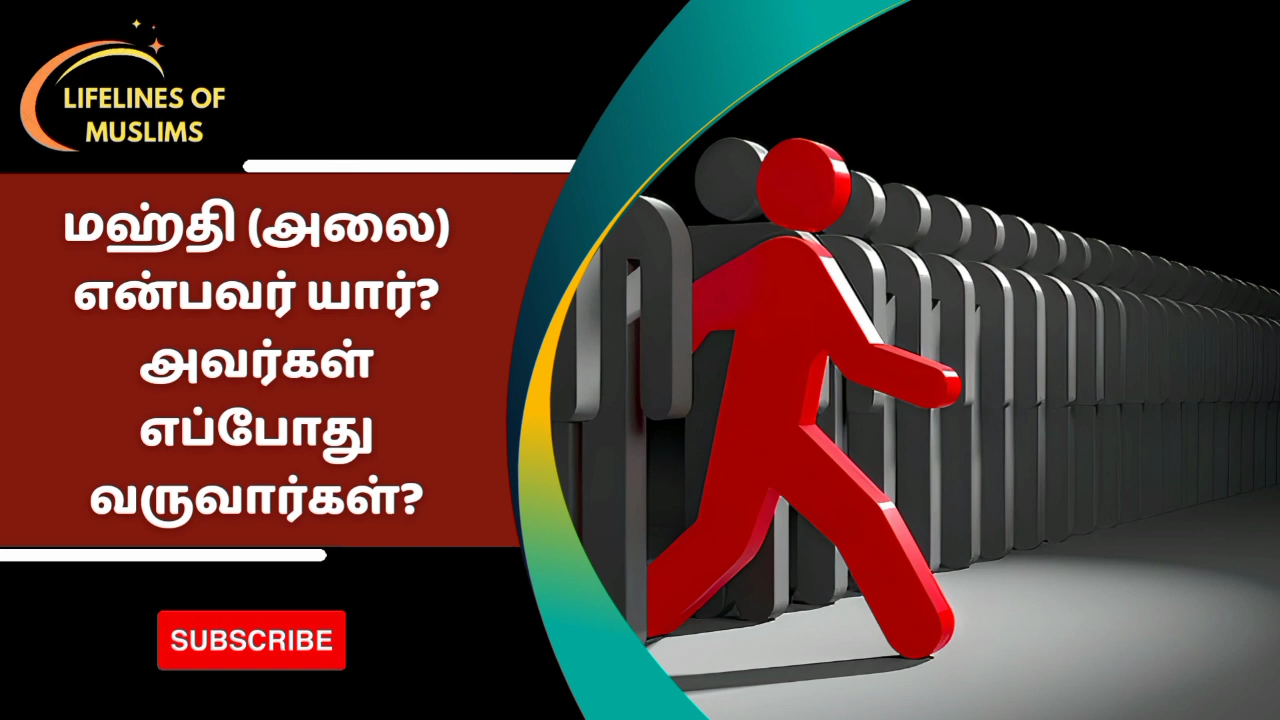 LIFELINES OF
MUSLIMS
மஹ்தி (அலை)
என்பவர் யார்?
அவர்கள்
எப்போது
வருவார்கள்?
SUBSCRIBE